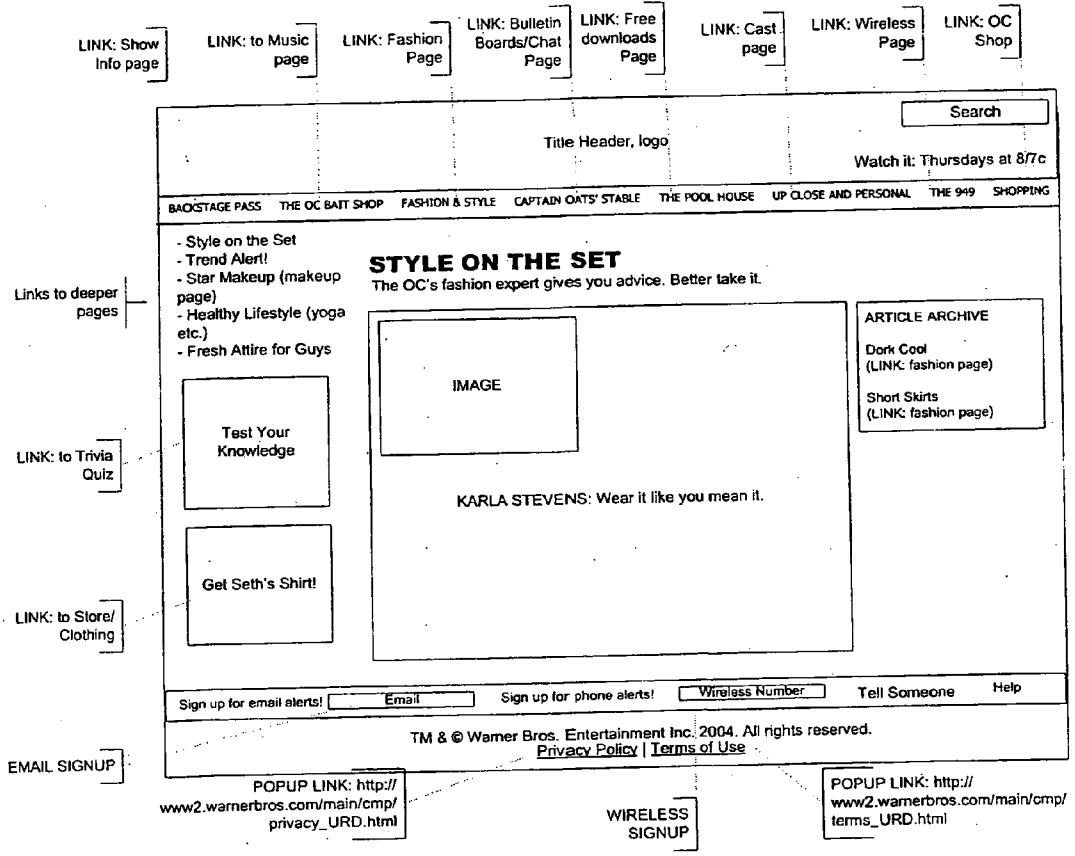 LINK: Show
Info page
LINK: to Music
page
LINK: Fashion
Page
LINK: Bulletin
Boards/Chat
Page
LINK: Free
downloads
Page
LINK: Cast
page
LINK: Wireless
Page
LINK: OC
Shop
Search
Title Header, logo
Watch it: Thursdays at 8/7c
BACKSTAGE PASS THE OC BAIT SHOP FASHION & STYLE CAPTAIN OATS' STABLE THE POOL HOUSE UP CLOSE AND PERSONAL THE 949 SHOPPING
- Style on the Set
- Trend Alert!
- Star Makeup (makeup
page)
- Healthy Lifestyle (yoga
etc.)
- Fresh Attire for Guys
Links to deeper
pages
STYLE ON THE SET
The OC's fashion expert gives you advice. Better take it.
IMAGE
KARLA STEVENS: Wear it like you mean it.
ARTICLE ARCHIVE
Dork Cool
(LINK: fashion page)
Short Skirts
(LINK: fashion page)
Test Your
Knowledge
LINK: to Trivia
Quiz
Get Seth's Shirt!
LINK: to Store/
Clothing
Sign up for email alerts! Email Sign up for phone alerts! Wireless Number Tell Someone Help
TM & © Warner Bros. Entertainment Inc. 2004. All rights reserved.
Privacy Policy | Terms of Use
EMAIL SIGNUP
POPUP LINK: http://
www2.warnerbros.com/main/cmp/
privacy_URD.html
WIRELESS
SIGNUP
POPUP LINK: http://
www2.warnerbros.com/main/cmp/
terms_URD.html